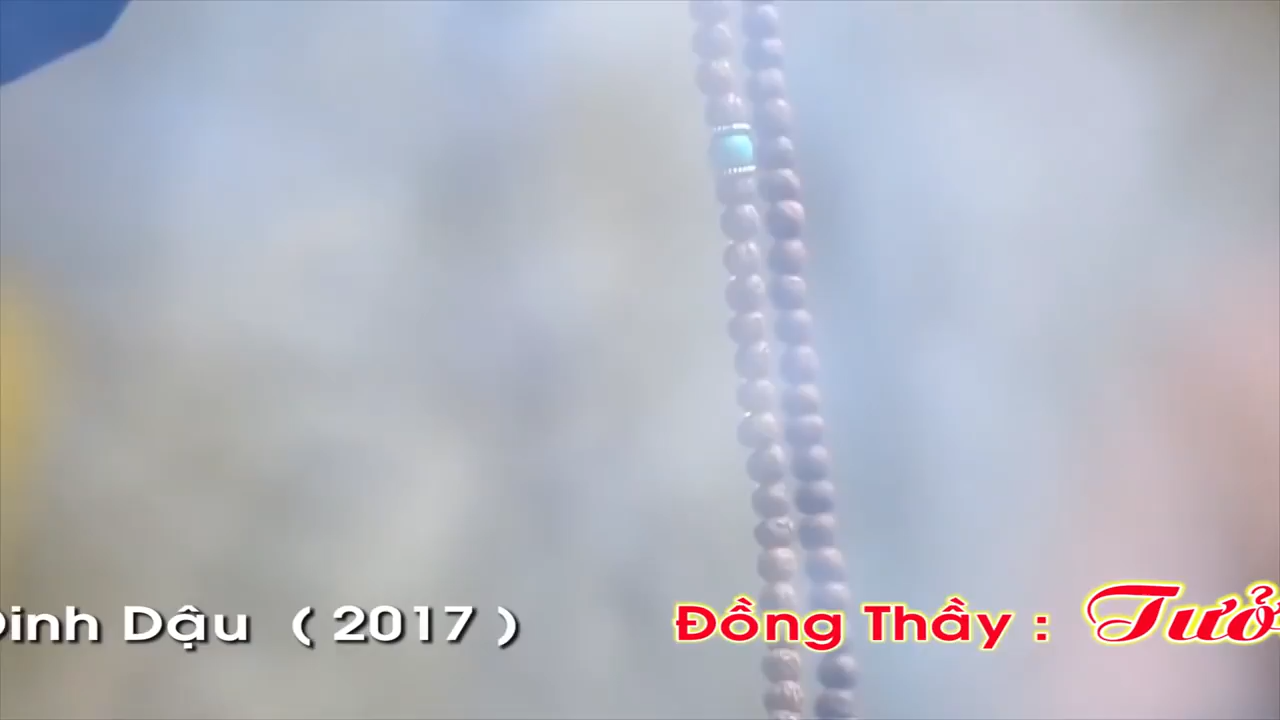 Đinh Dậu ( 2017 ) Đồng Thầy :